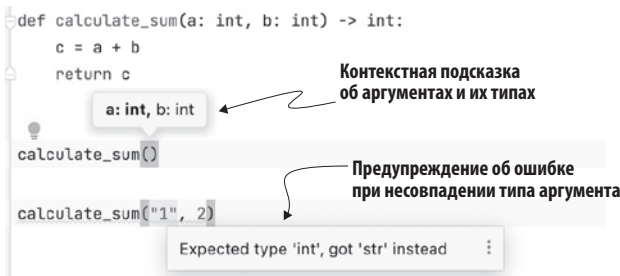 def calculate_sum(a: int, b: int) -> int:
c = a + b
return c
Контекстная подсказка
об аргументах и их типах
a: int, b: int
calculate_sum()
Предупреждение об ошибке
при несовпадении типа аргумента
calculate_sum("1", 2)
Expected type 'int', got 'str' instead